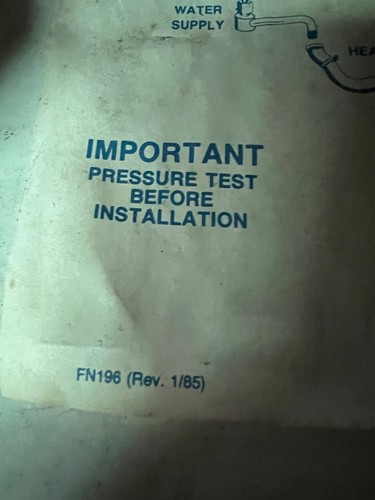 WATER
SUPPLY
IMPORTANT
PRESSURE TEST
BEFORE
INSTALLATION
FN196 (Rev. 1/85)